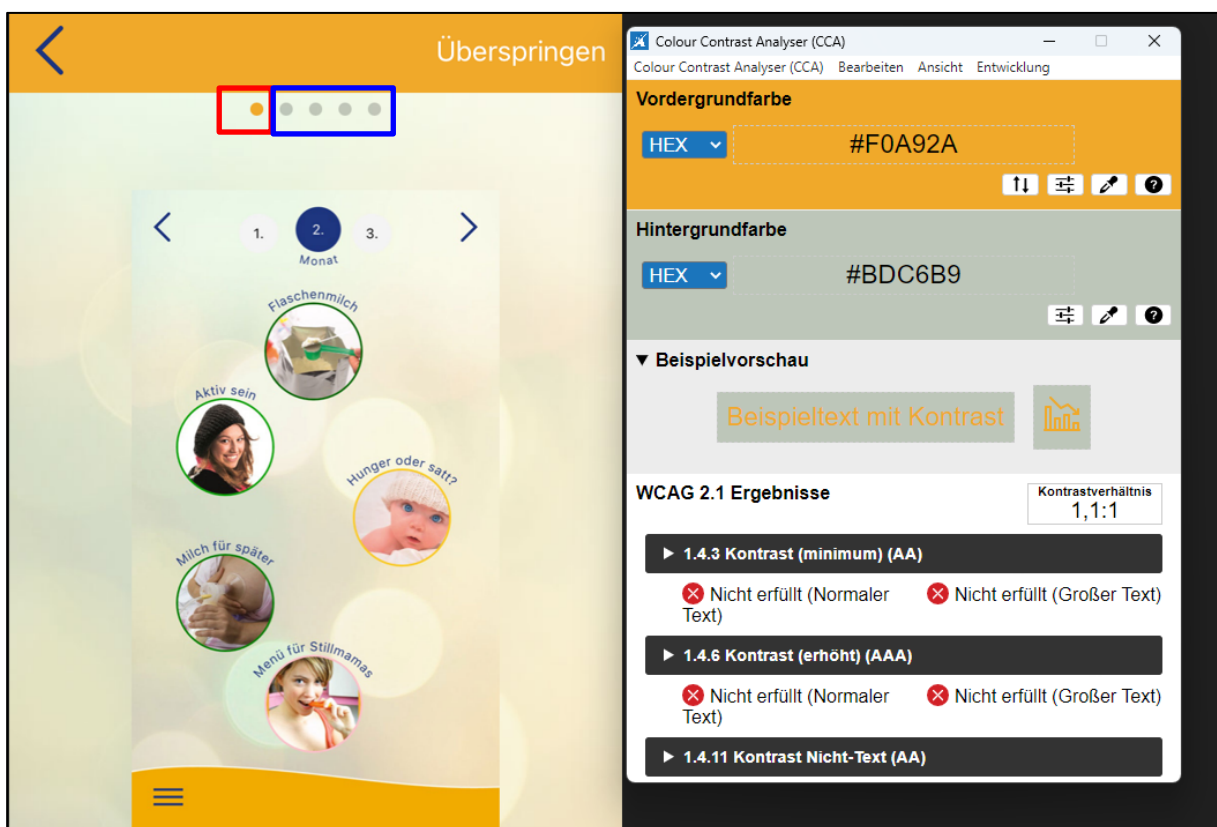 Überspringen
1.
2.
3.
Monat
Flaschenmilch
Aktiv sein
Hunger oder satt?
Milch für später
Menü für Stillmamas
Colour Contrast Analyser (CCA)
Colour Contrast Analyser (CCA) Bearbeiten Ansicht Entwicklung
Vordergrundfarbe
HEX #F0A92A
Hintergrundfarbe
HEX #BDC6B9
▼ Beispielvorschau
Beispieltext mit Kontrast
WCAG 2.1 Ergebnisse
Kontrastverhältnis
1,1:1
▶ 1.4.3 Kontrast (minimum) (AA)
Nicht erfüllt (Normaler
Text)
Nicht erfüllt (Großer Text)
▶ 1.4.6 Kontrast (erhöht) (AAA)
Nicht erfüllt (Normaler
Text)
Nicht erfüllt (Großer Text)
▶ 1.4.11 Kontrast Nicht-Text (AA)